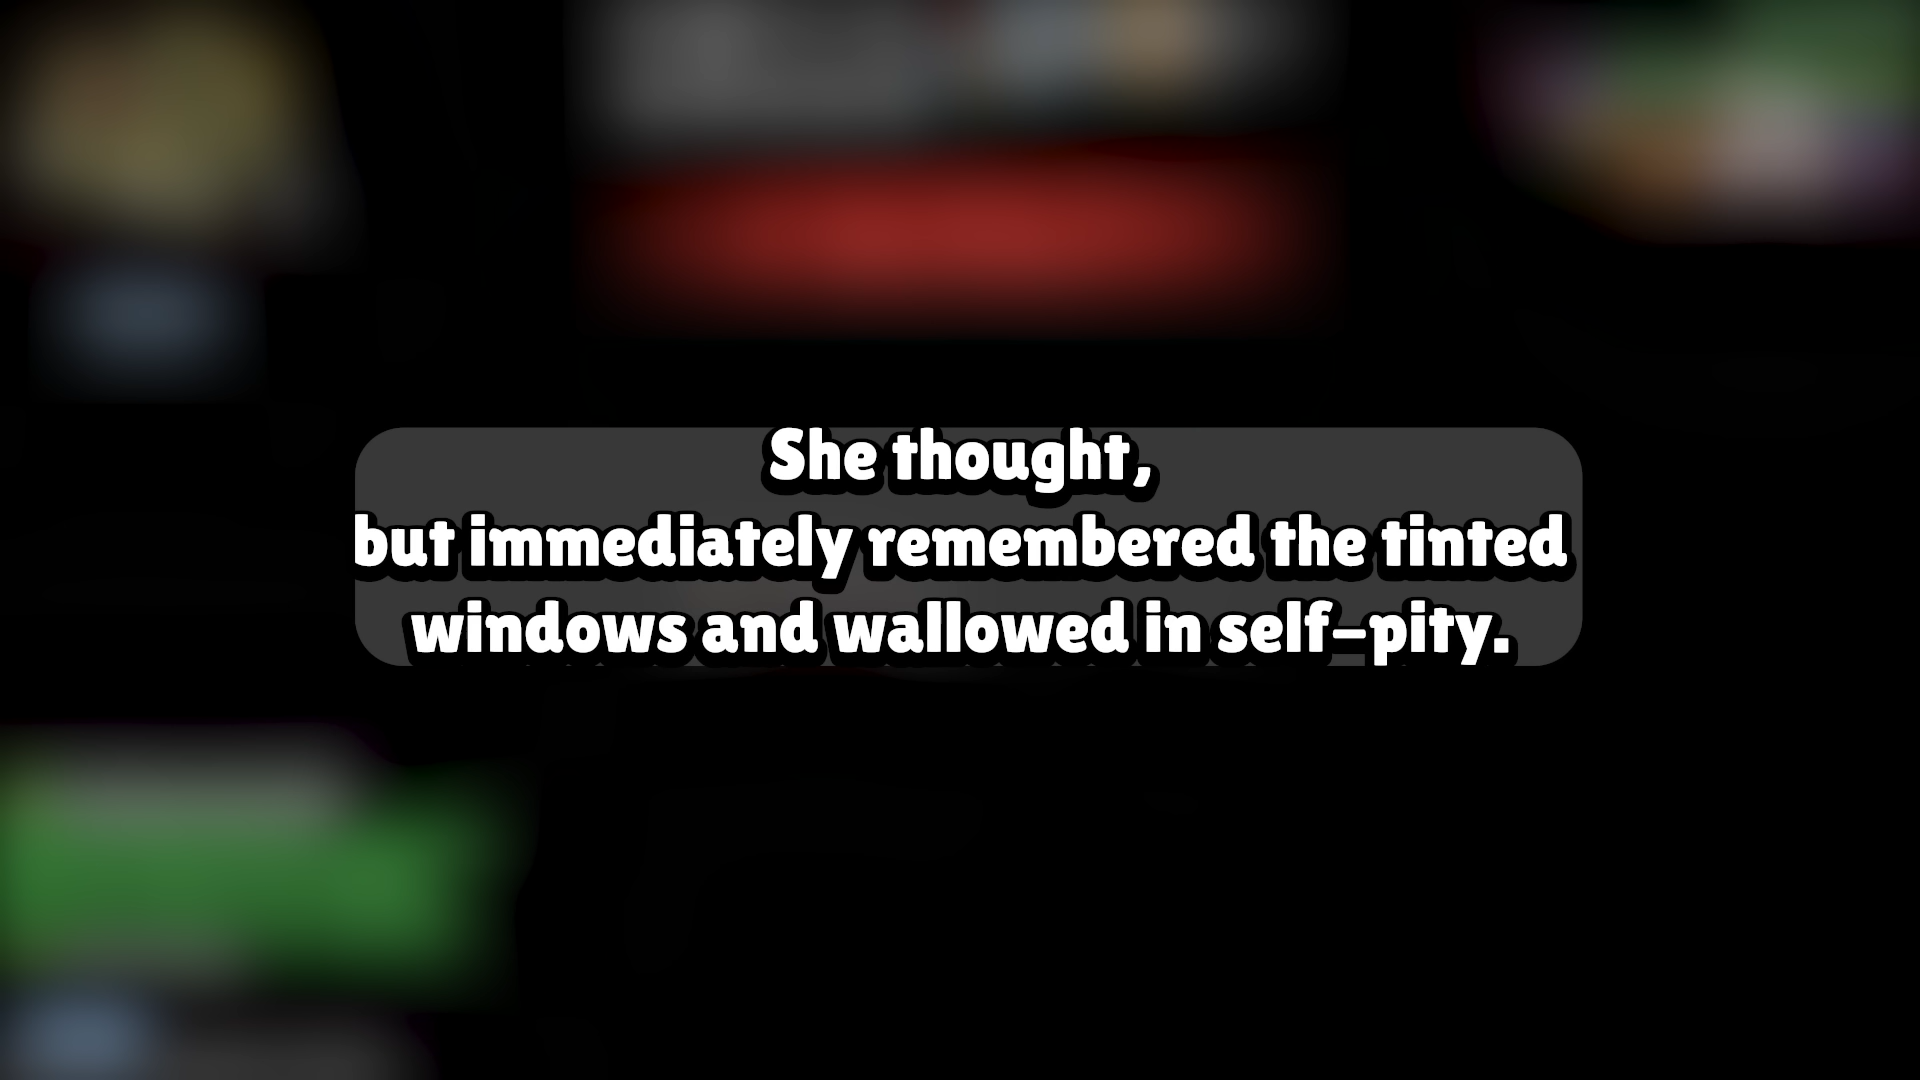 She thought,
but immediately remembered the tinted
windows and wallowed in self-pity.